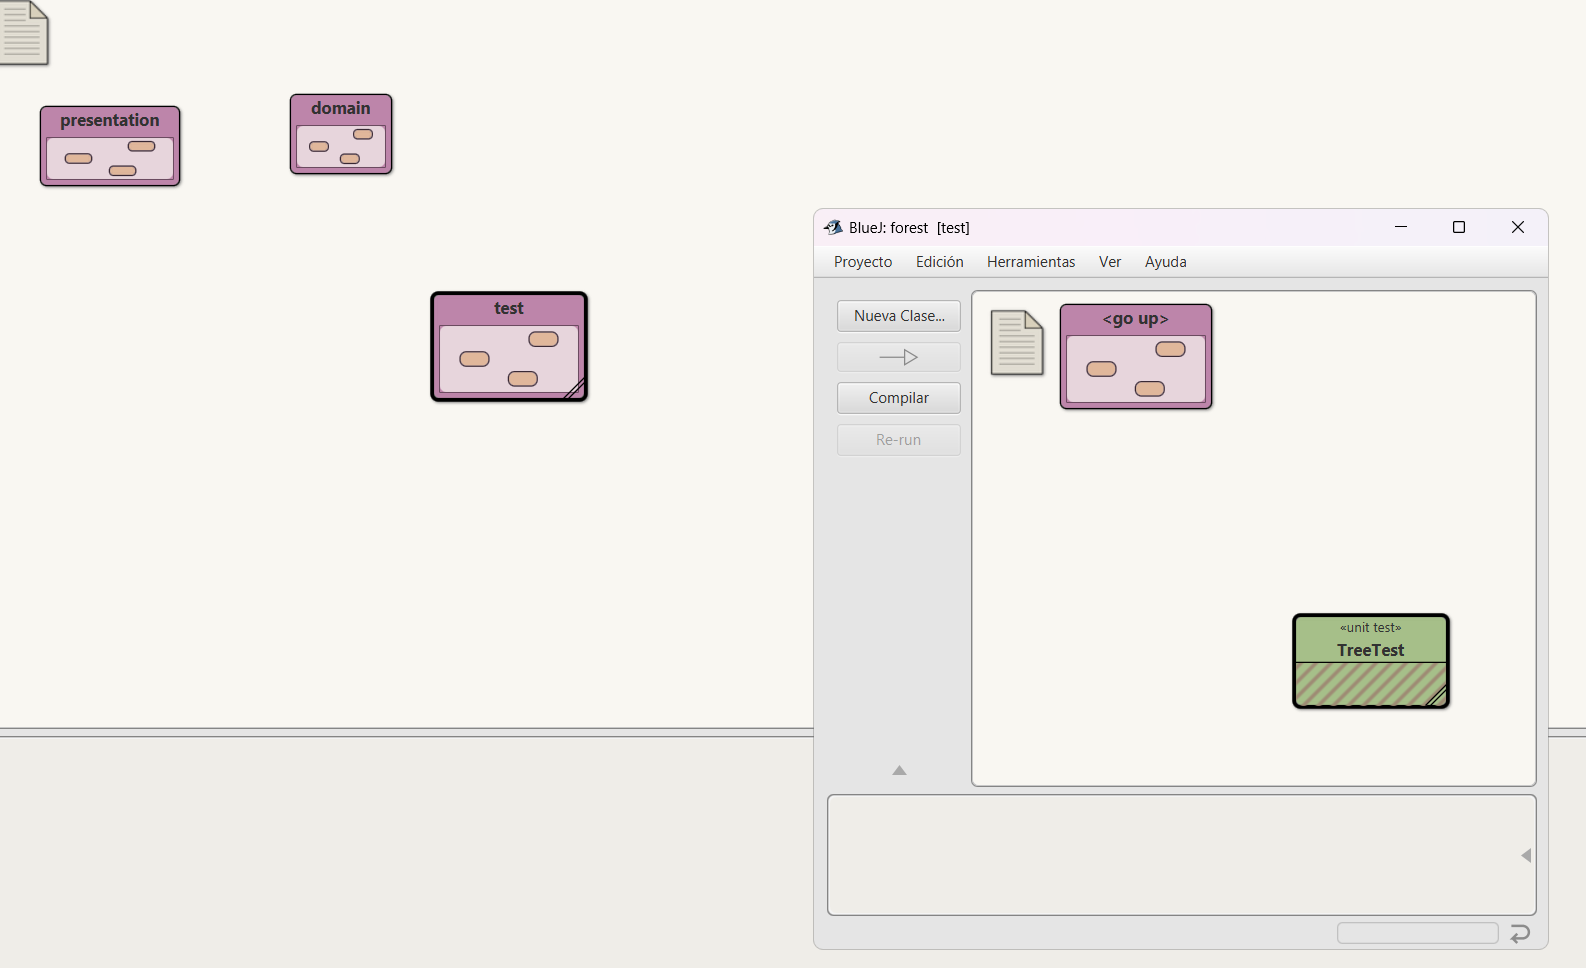 presentation
domain
test
BlueJ: forest [test]
Proyecto Edición Herramientas Ver Ayuda
Nueva Clase...
Compilar
Re-run
<go up>
«unit test»
TreeTest